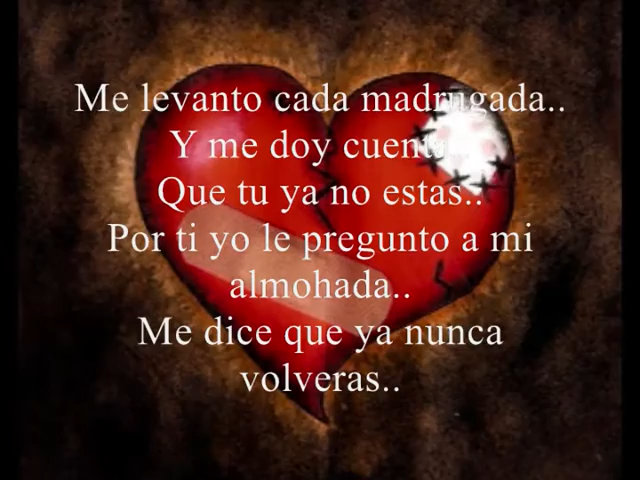 Me levanto cada madrugada..
Y me doy cuenta..
Que tu ya no estas..
Por ti yo le pregunto a mi
almohada..
Me dice que ya nunca
volveras..